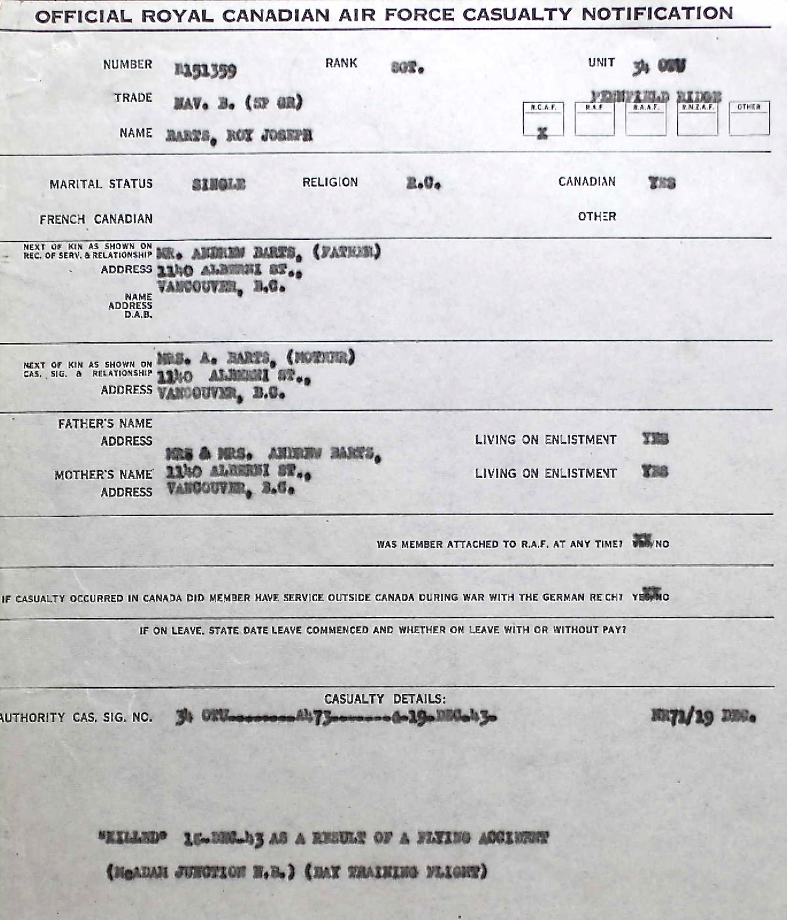 OFFICIAL ROYAL CANADIAN AIR FORCE CASUALTY NOTIFICATION
NUMBER R151359 RANK SGT. UNIT 34 OTU
TRADE NAV. B. (SP GR) PENNFIELD RIDGE
R.C.A.F. R.A.F. R.A.A.F. R.N.Z.A.F. OTHER
NAME BARTS, ROY JOSEPH X
MARITAL STATUS SINGLE RELIGION R.C. CANADIAN YES
FRENCH CANADIAN OTHER
NEXT OF KIN AS SHOWN ON
REC. OF SERV. & RELATIONSHIP MR. ANDREW BARTS, (FATHER)
ADDRESS 1140 ALBERNI ST.,
VANCOUVER, B.C.
NAME
ADDRESS
D.A.B.
NEXT OF KIN AS SHOWN ON MRS. A. BARTS, (MOTHER)
CAS. SIG. & RELATIONSHIP 1140 ALBERNI ST.,
ADDRESS VANCOUVER, B.C.
FATHER'S NAME
ADDRESS LIVING ON ENLISTMENT YES
MRS & MRS. ANDREW BARTS,
MOTHER'S NAME 1140 ALBERNI ST., LIVING ON ENLISTMENT YES
ADDRESS VANCOUVER, B.C.
WAS MEMBER ATTACHED TO R.A.F. AT ANY TIME? /NO
IF CASUALTY OCCURRED IN CANADA DID MEMBER HAVE SERVICE OUTSIDE CANADA DURING WAR WITH THE GERMAN REICH? YES/NO
IF ON LEAVE, STATE DATE LEAVE COMMENCED AND WHETHER ON LEAVE WITH OR WITHOUT PAY?
CASUALTY DETAILS:
AUTHORITY CAS. SIG. NO. 34 OTU--------A473-------d-19-DEC-43- 71/19 DEC.
"KILLED" -DEC-43 AS A RESULT OF A FLYING ACCIDENT
(McADAM JUNCTION N.B.) (DAY TRAINING FLIGHT)